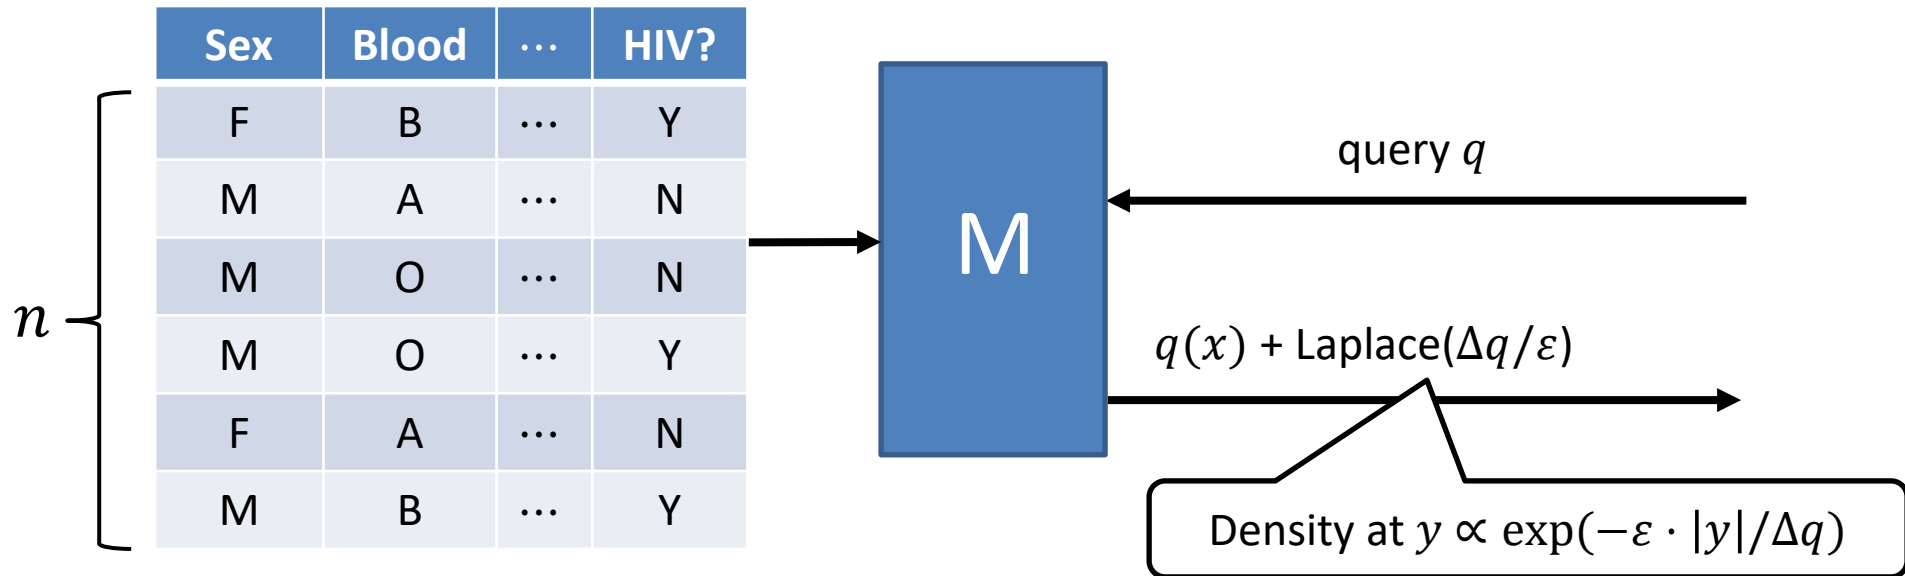 Sex Blood ⋯ HIV?
F B ⋯ Y
M A ⋯ N
M O ⋯ N
M O ⋯ Y
F A ⋯ N
M B ⋯ Y
n
M
query q
q(x) + Laplace(Δq/ε)
Density at y ∝ exp(−ε · |y|/Δq)